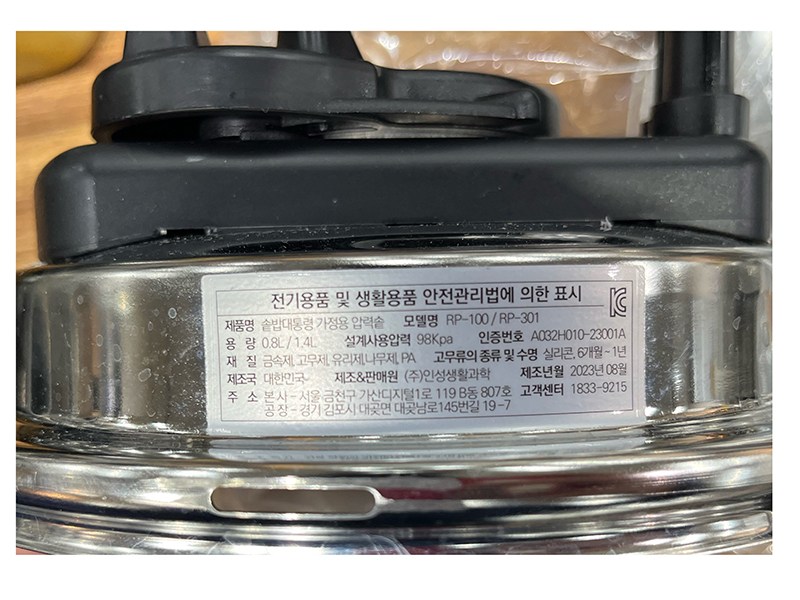 전기용품 및 생활용품 안전관리법에 의한 표시
제품명 솥밥대통령 가정용 압력솥 모델명 RP-100 / RP-301
용 량 0.8L / 1.4L 설계사용압력 98Kpa 인증번호 A032H010-23001A
재 질 금속제, 고무제, 유리제, 나무제, PA 고무류의 종류 및 수명 실리콘, 6개월~1년
제조국 대한민국 제조&판매원 (주)인성생활과학 제조년월 2023년 08월
주 소 본사 - 서울 금천구 가산디지털1로 119 B동 807호 고객센터 1833-9215
공장 - 경기 김포시 대곶면 대곶남로145번길 19-7